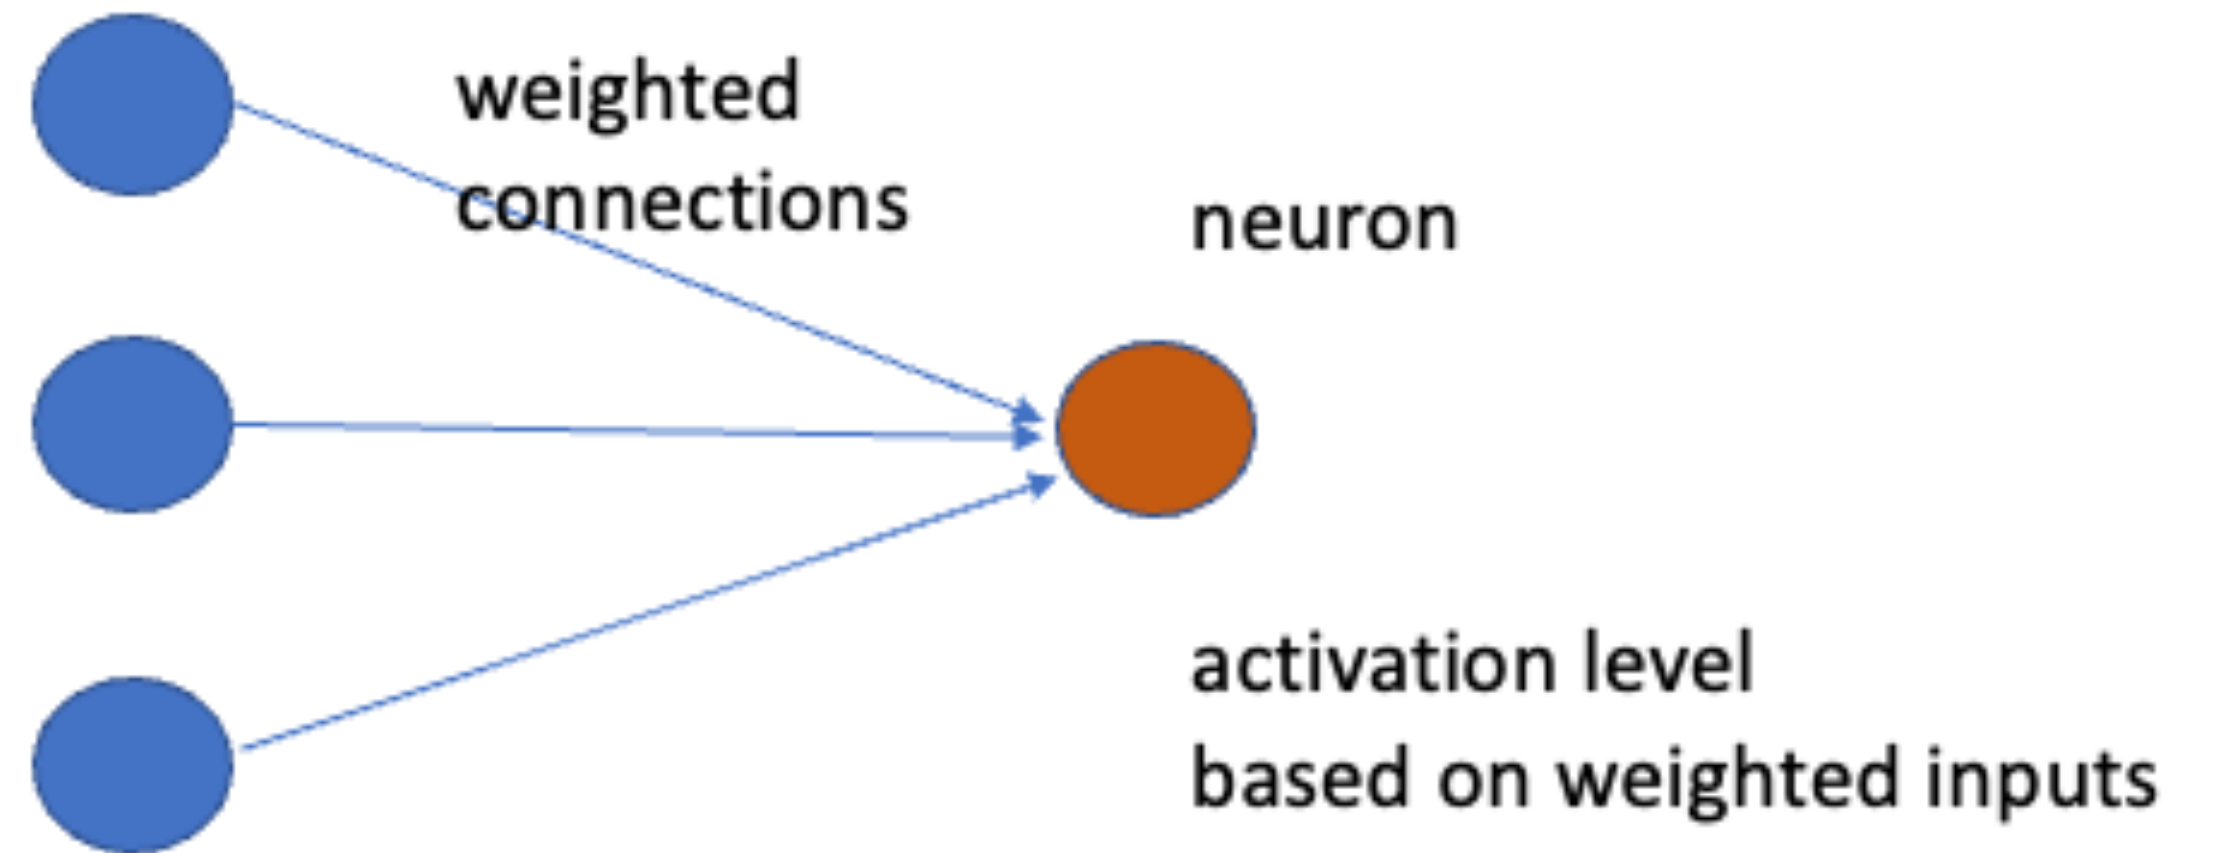 weighted
connections
neuron
activation level
based on weighted inputs